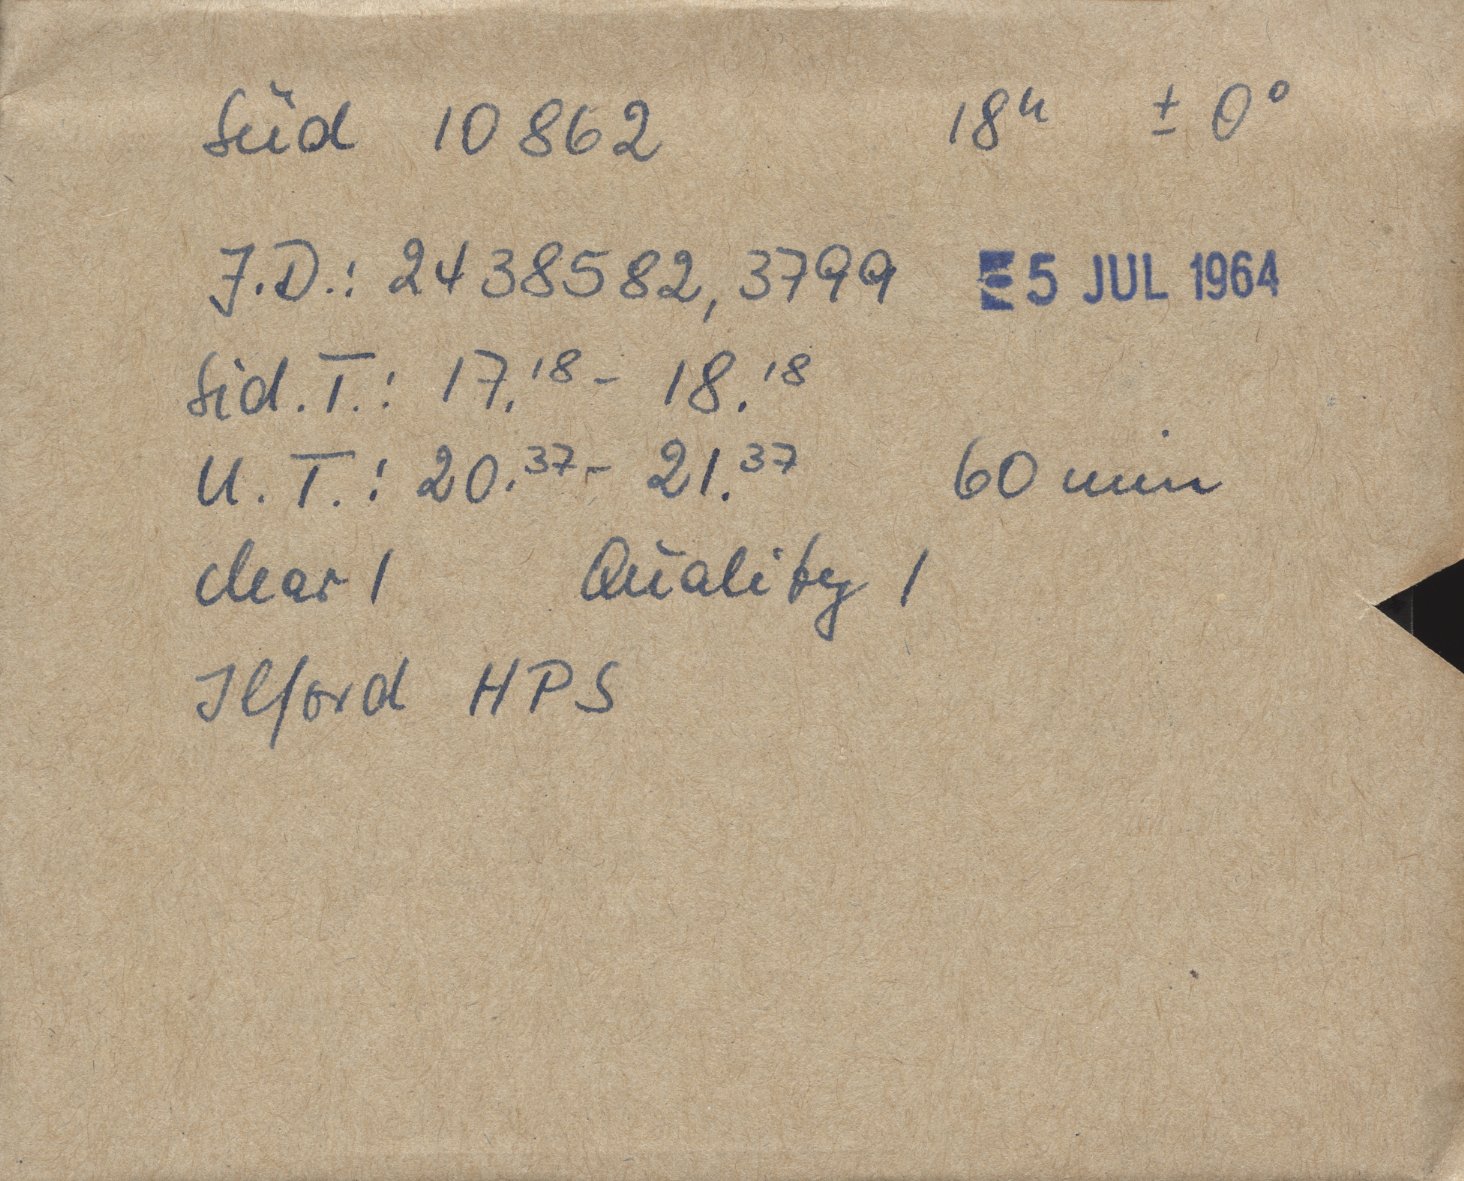 Süd 10862 18ʰ ± 0°
J.D.: 2438582,3799 5 JUL 1964
Sid.T.: 17.¹⁸ - 18.¹⁸
U.T.: 20.³⁷ - 21.³⁷ 60 min
clear 1 Quality 1
Ilford HPS